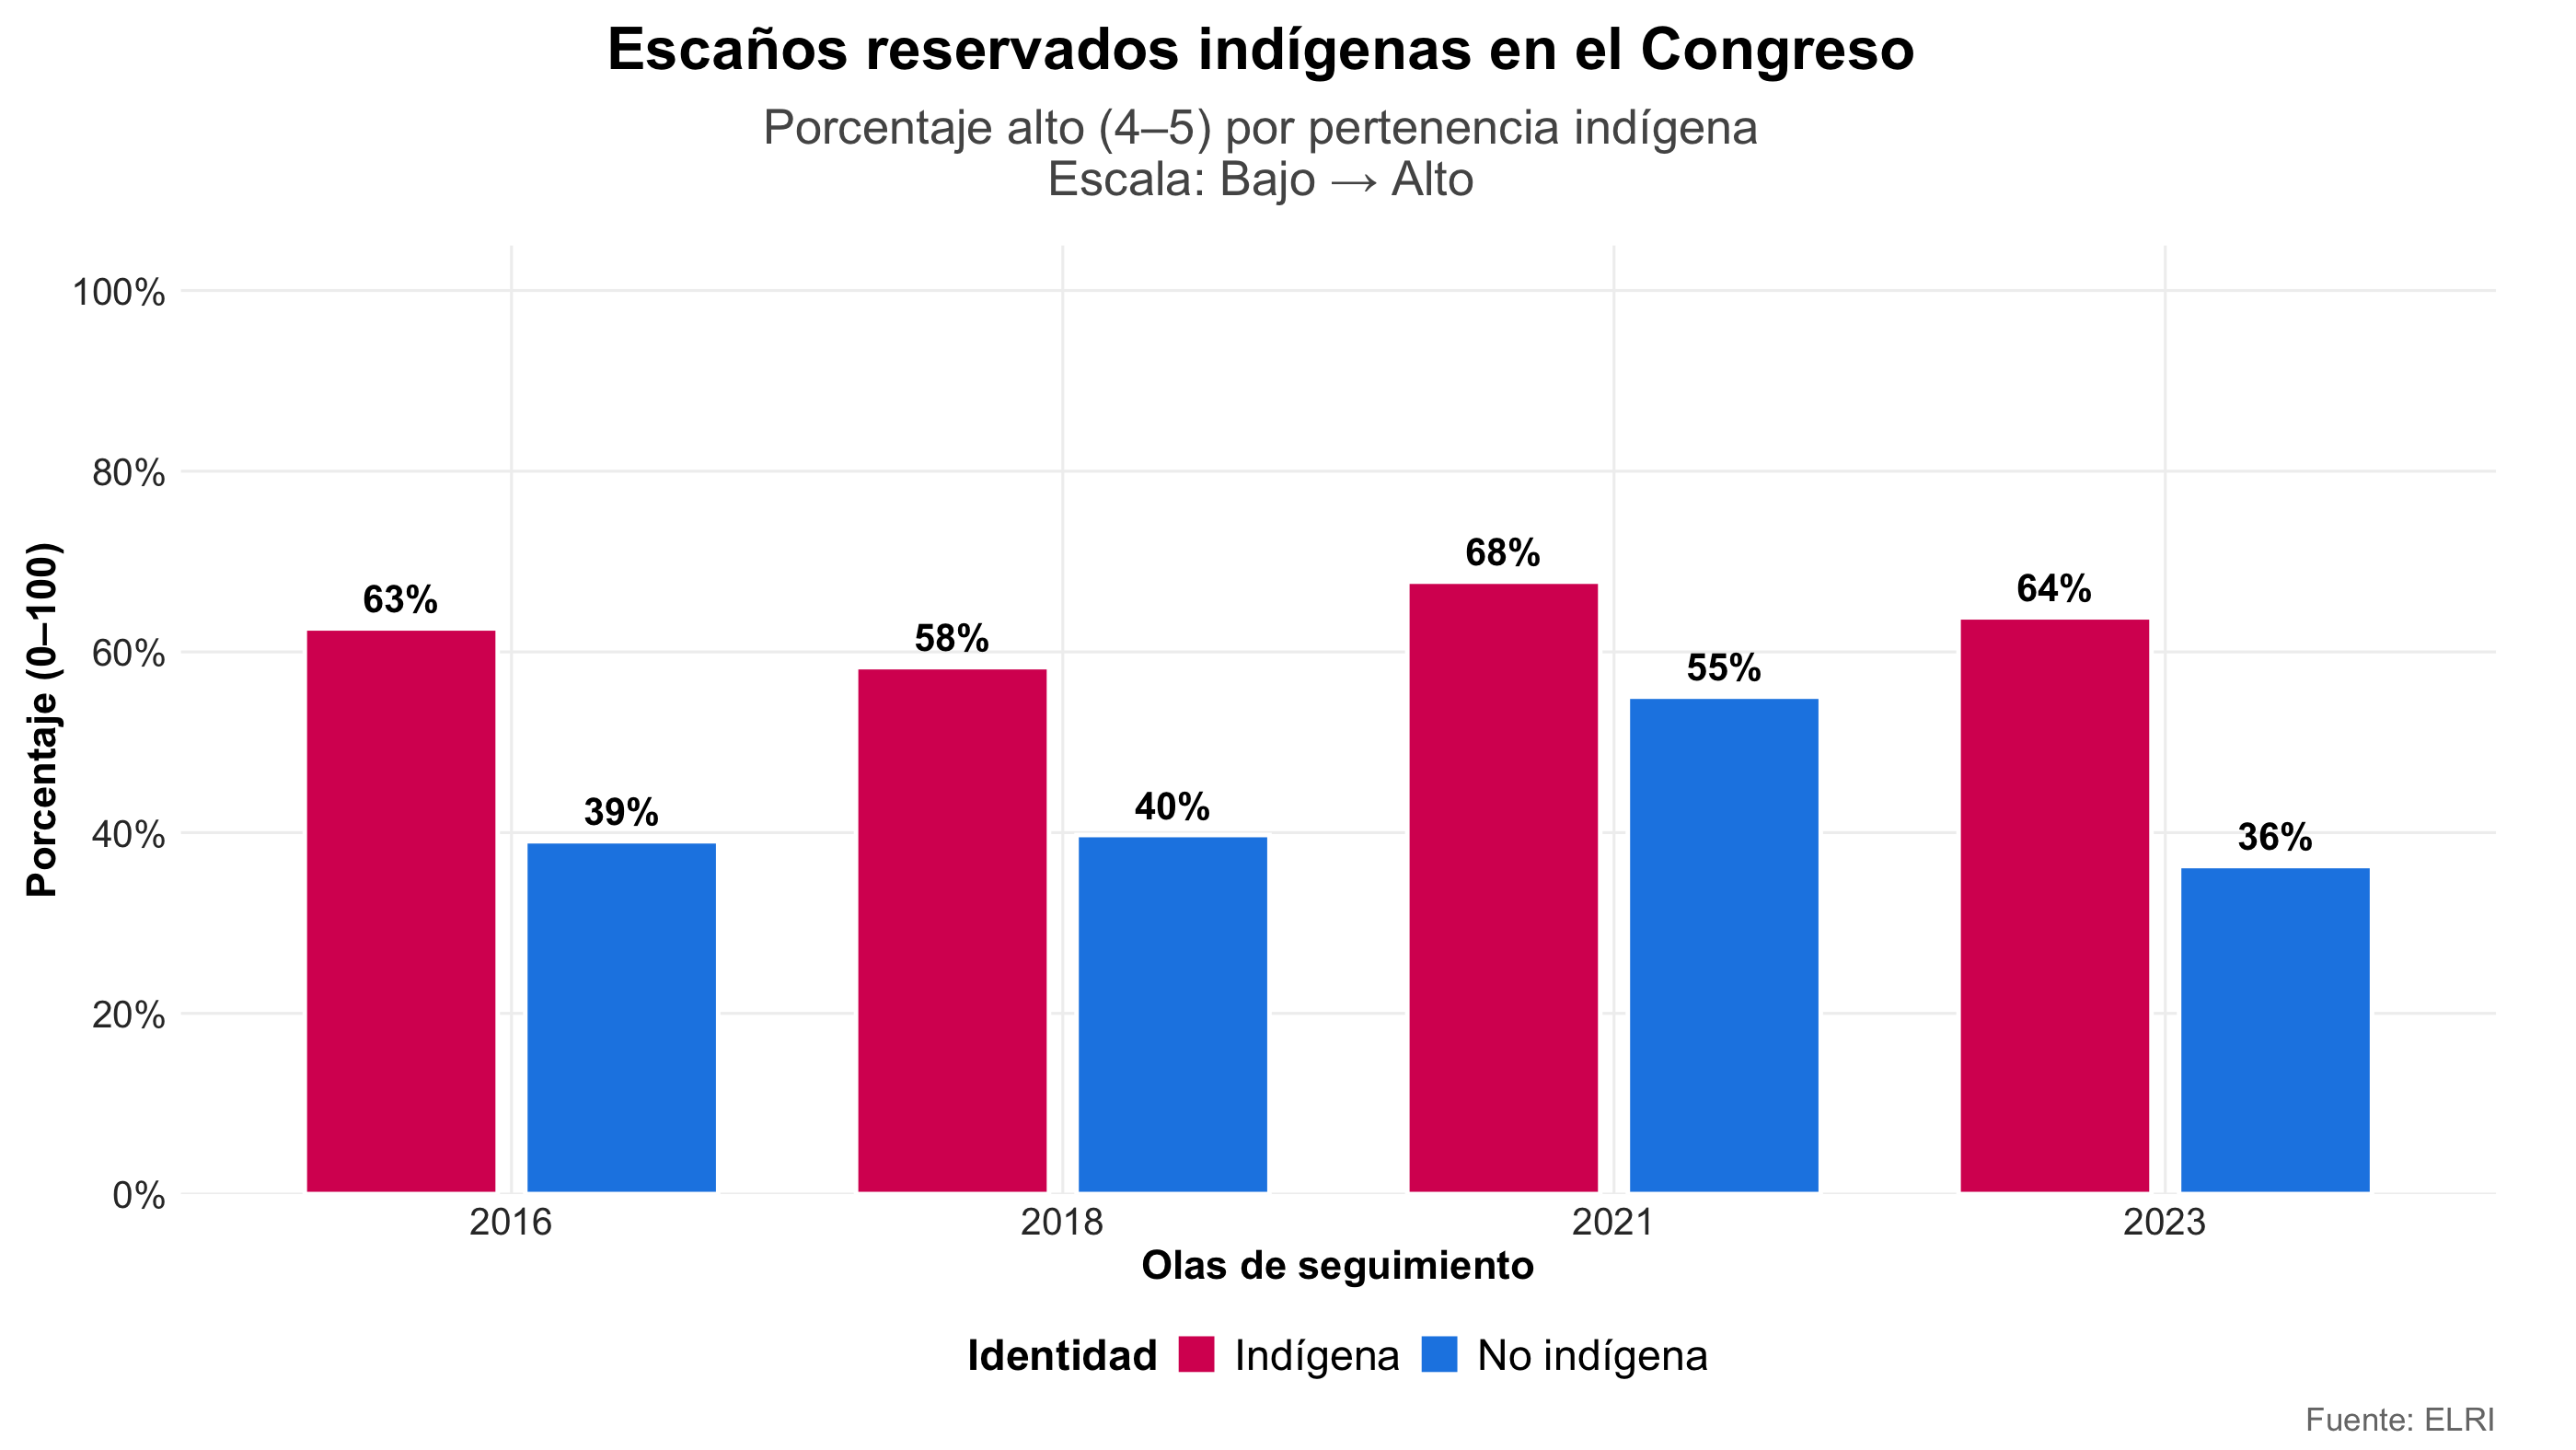 Escaños reservados indígenas en el Congreso
Porcentaje alto (4–5) por pertenencia indígena
Escala: Bajo → Alto
Porcentaje (0–100)
100%
80%
60%
40%
20%
0%
63%
39%
58%
40%
68%
55%
64%
36%
2016
2018
2021
2023
Olas de seguimiento
Identidad Indígena No indígena
Fuente: ELRI